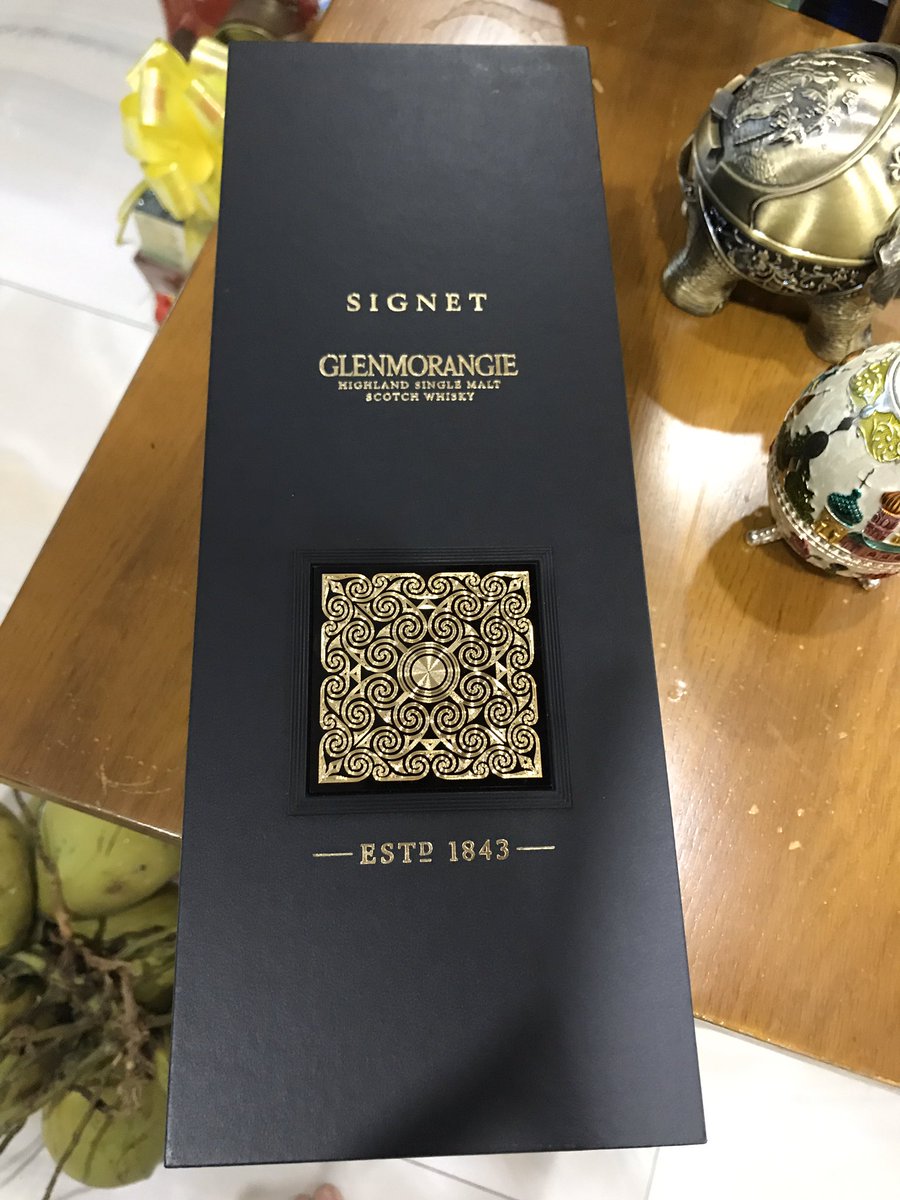 SIGNET
GLENMORANGIE
HIGHLAND SINGLE MALT
SCOTCH WHISKY
ESTD 1843